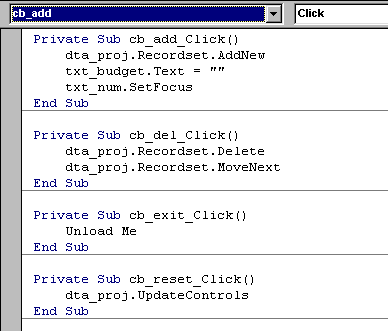 cb_add Click
Private Sub cb_add_Click()
dta_proj.Recordset.AddNew
txt_budget.Text = ""
txt_num.SetFocus
End Sub
Private Sub cb_del_Click()
dta_proj.Recordset.Delete
dta_proj.Recordset.MoveNext
End Sub
Private Sub cb_exit_Click()
Unload Me
End Sub
Private Sub cb_reset_Click()
dta_proj.UpdateControls
End Sub